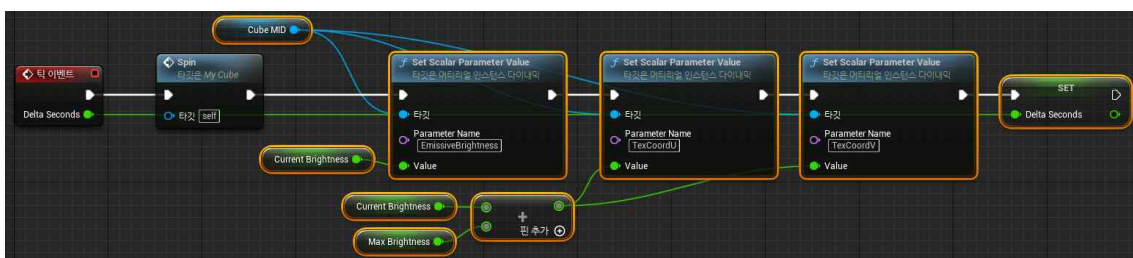 Cube MID
틱 이벤트
Delta Seconds
Spin
타깃은 My Cube
타깃 self
Set Scalar Parameter Value
타깃은 머티리얼 인스턴스 다이내믹
타깃
Parameter Name
EmissiveBrightness
Value
Set Scalar Parameter Value
타깃은 머티리얼 인스턴스 다이내믹
타깃
Parameter Name
TexCoordU
Value
Set Scalar Parameter Value
타깃은 머티리얼 인스턴스 다이내믹
타깃
Parameter Name
TexCoordV
Value
SET
Delta Seconds
Current Brightness
Current Brightness
Max Brightness
핀 추가